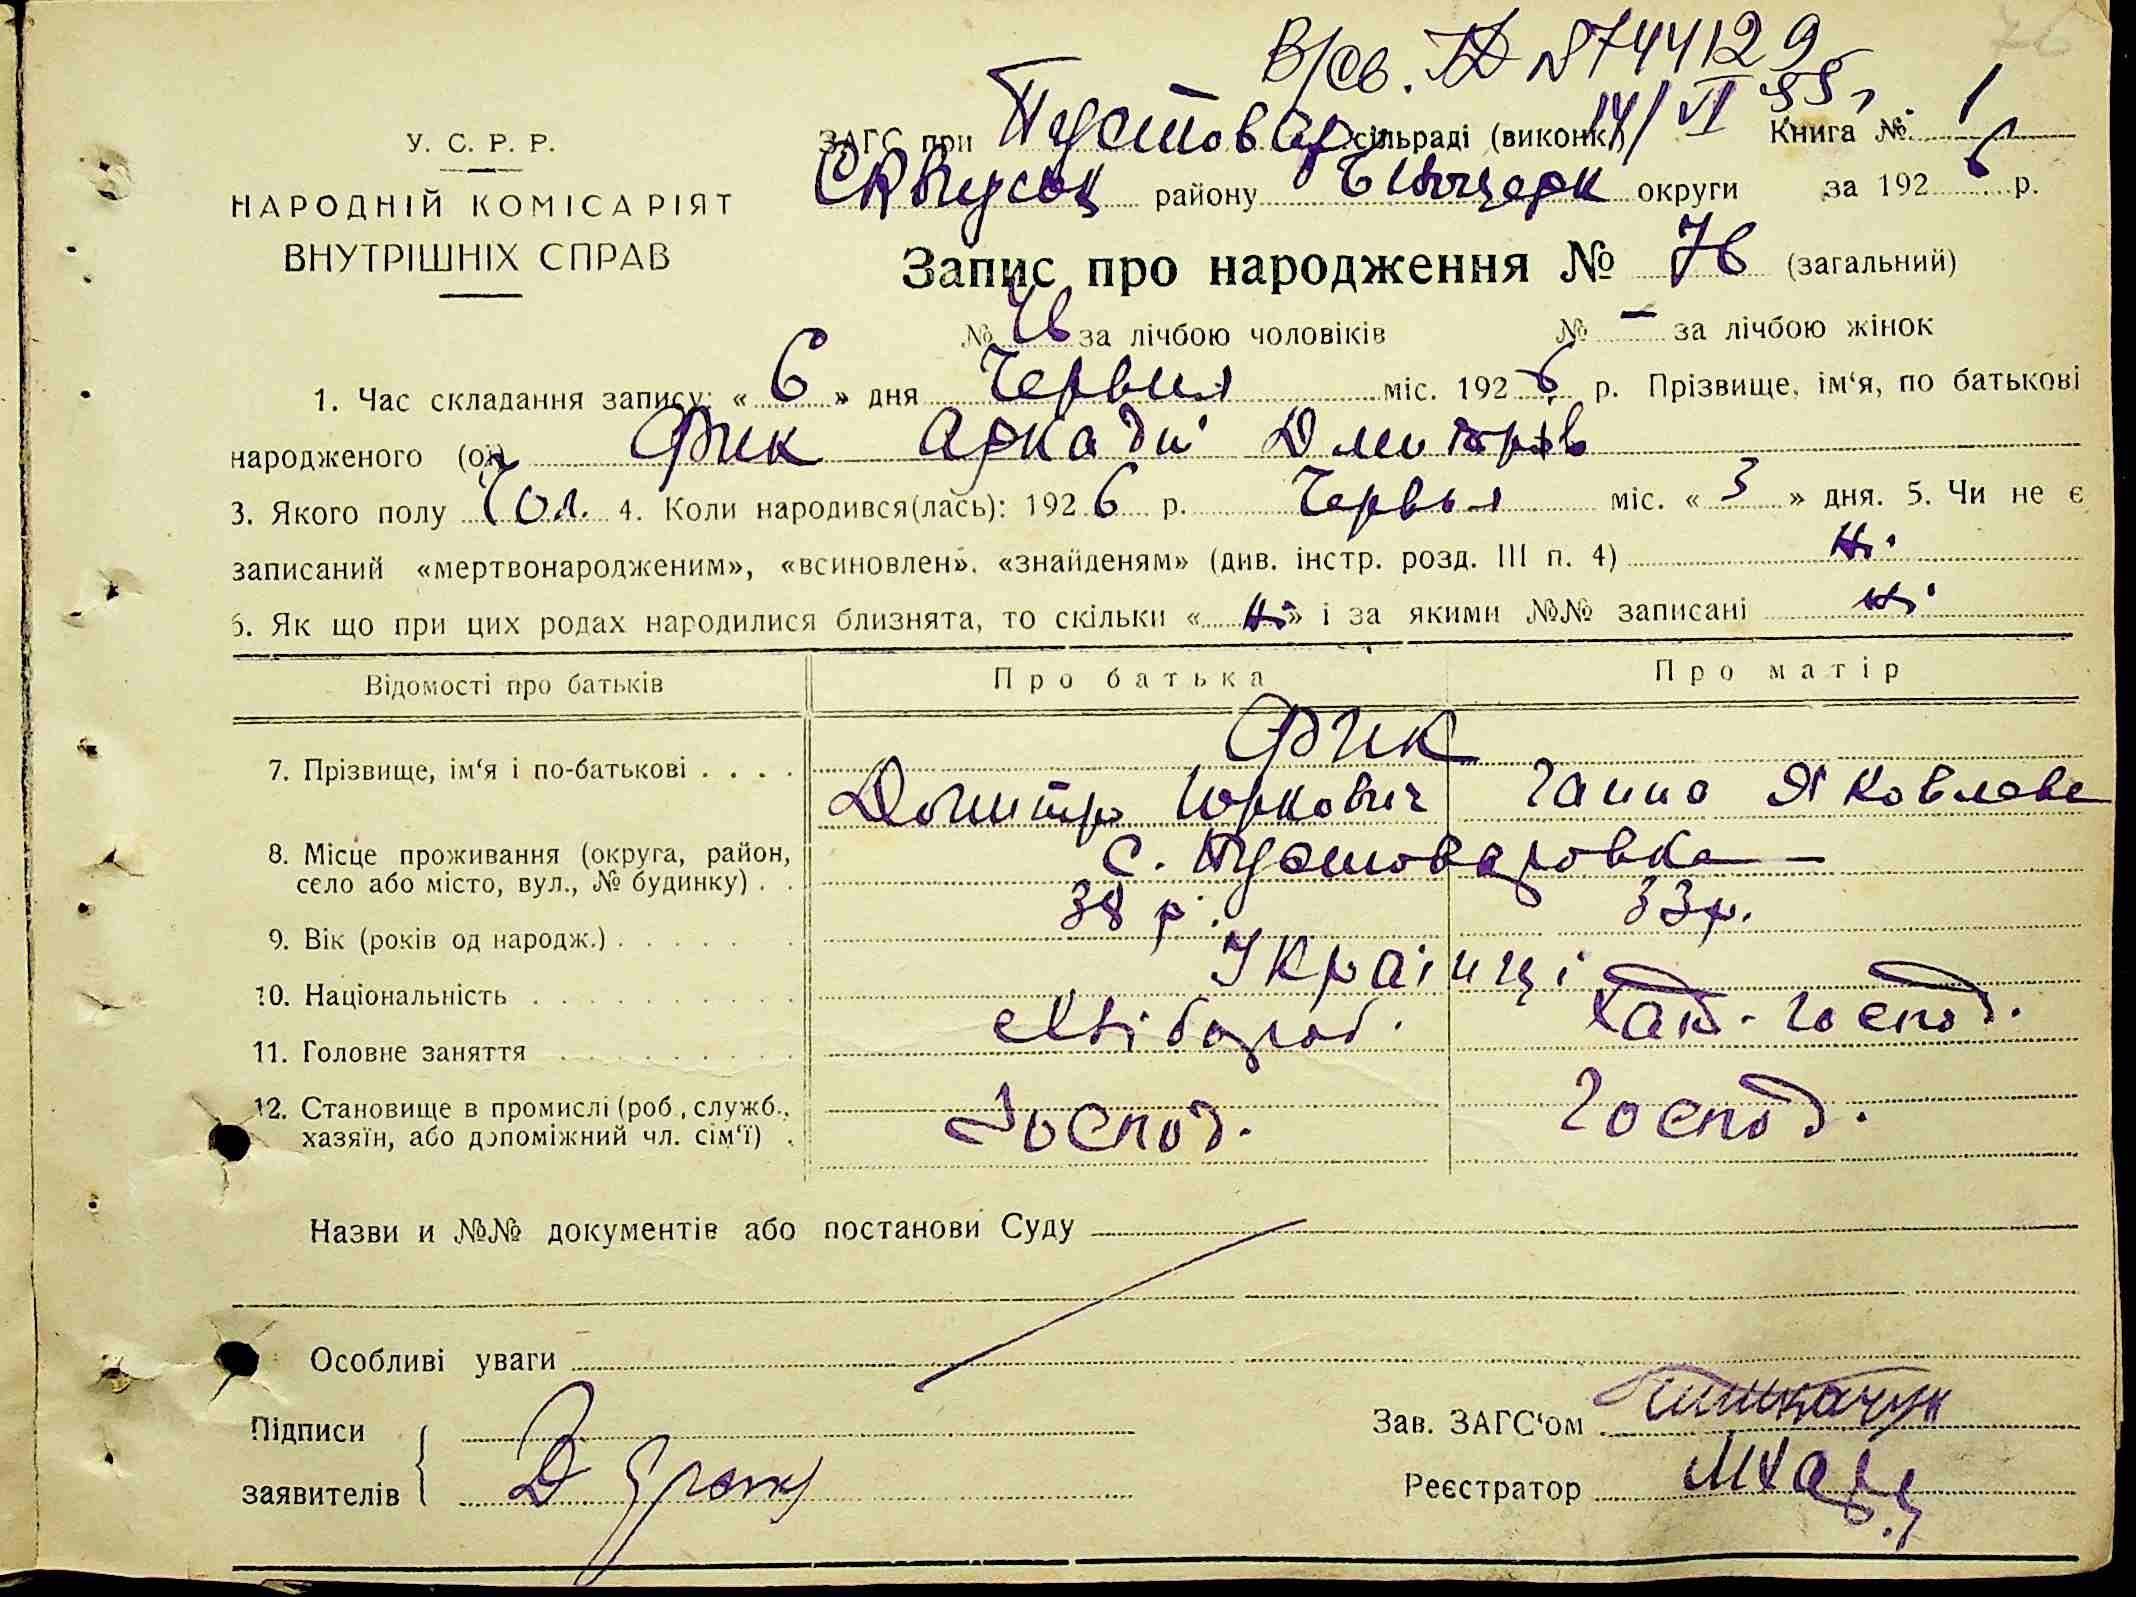 76
В/св. № 8744129
14/VI 55 г.
У. С. Р. Р.
НАРОДНІЙ КОМІСАРІЯТ
ВНУТРІШНІХ СПРАВ
ЗАГС при Пустовар сільраді (виконк.) Книга № 1
Сквирськ району Білоцерк округи за 1926 р.
Запис про народження № 76 (загальний)
№ за лічбою чоловіків № — за лічбою жінок
1. Час складання запису: « 6 » дня Червня міс. 1926 р. Прізвище, ім‘я, по батькові
народженого (ої) Фик Аркадій Дмитров
3. Якого полу Чол. 4. Коли народився(лась): 1926 р. Червня міс. « 3 » дня. 5. Чи не є
записаний «мертвонародженим», «всиновлен», «знайденям» (див. інстр. розд. III п. 4) Ні
6. Як що при цих родах народилися близнята, то скільки « ні » і за якими №№ записані ні
Відомості про батьків Про батька Про матір
Фик
7. Прізвище, ім‘я і по-батькові . . . . Дмитро Юркович Ганна Яковлева
8. Місце проживання (округа, район, с. Пустоваровка
село або місто, вул., № будинку) . .
9. Вік (років од народж.) . . . . . . 38 р. 33 р.
10. Національність . . . . . . . . . . Українці
11. Головне заняття . . . . . . . . . Хлібороб. Хат. господ.
12. Становище в промислі (роб., служб., Господ. Господ.
хазяїн, або допоміжний чл. сім‘ї) .
Назви и №№ документів або постанови Суду
Особливі уваги
Підписи
заявителів
Зав. ЗАГС‘ом
Реєстратор